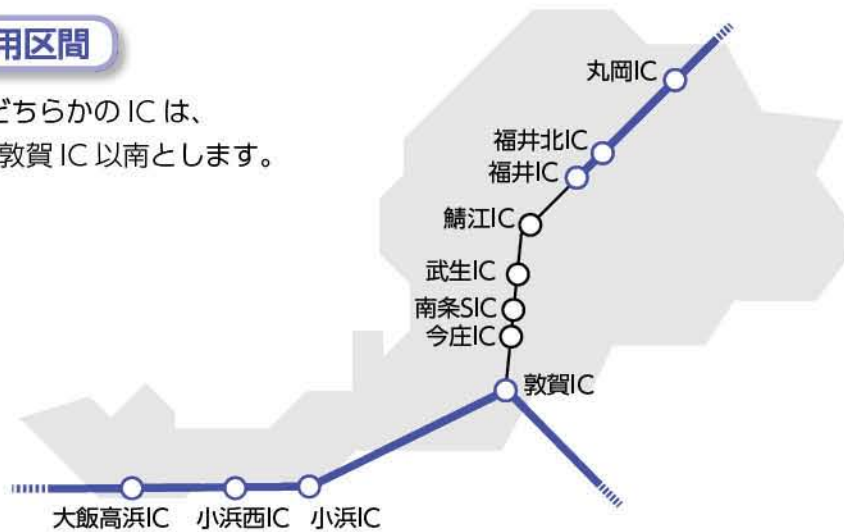 用区間
どちらかの IC は、
敦賀 IC 以南とします。
丸岡IC
福井北IC
福井IC
鯖江IC
武生IC
南条SIC
今庄IC
敦賀IC
大飯高浜IC 小浜西IC 小浜IC